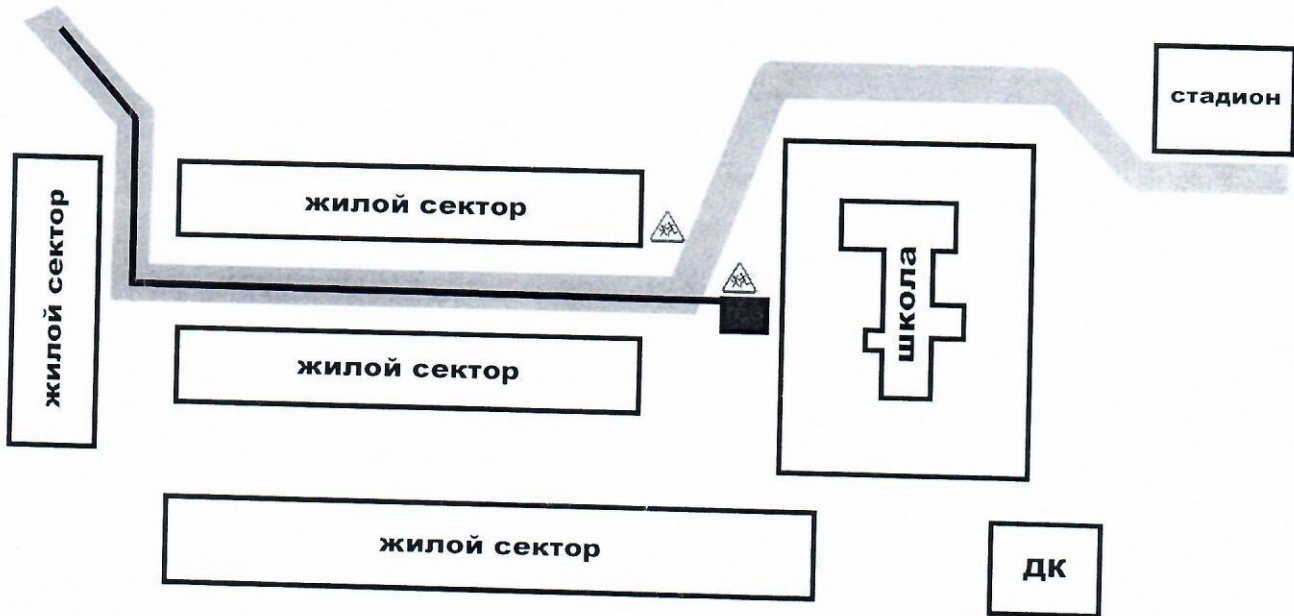 стадион
жилой сектор
жилой сектор
школа
жилой сектор
жилой сектор
ДК